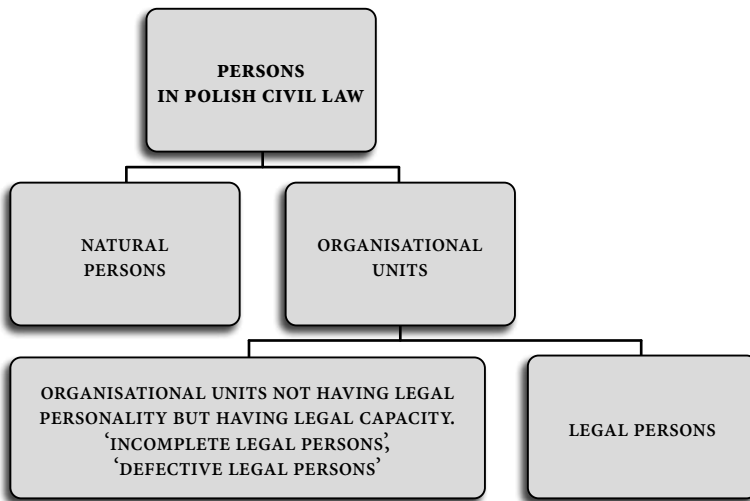 PERSONS
IN POLISH CIVIL LAW
NATURAL
PERSONS
ORGANISATIONAL
UNITS
ORGANISATIONAL UNITS NOT HAVING LEGAL
PERSONALITY BUT HAVING LEGAL CAPACITY.
‘INCOMPLETE LEGAL PERSONS’,
‘DEFECTIVE LEGAL PERSONS’
LEGAL PERSONS